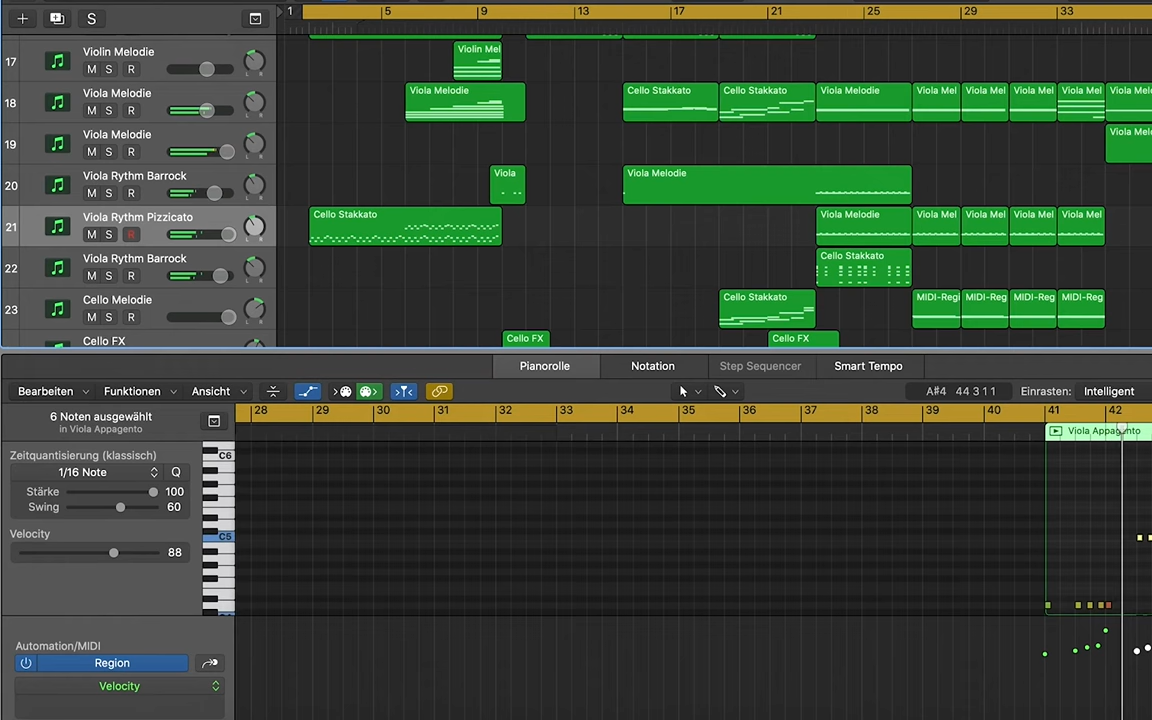 S
1
5
9
13
17
21
25
29
33
17
Violin Melodie
M S R
Violin Mel
18
Viola Melodie
M S R
Viola Melodie
Cello Stakkato
Cello Stakkato
Viola Melodie
Viola Mel
Viola Mel
Viola Mel
Viola Mel
Viola Melod
19
Viola Melodie
M S R
Viola Melo
20
Viola Rythm Barrock
M S R
Viola
Viola Melodie
21
Viola Rythm Pizzicato
M S R
Cello Stakkato
Viola Melodie
Viola Mel
Viola Mel
Viola Mel
Viola Mel
22
Viola Rythm Barrock
M S R
Cello Stakkato
23
Cello Melodie
M S R
Cello Stakkato
MIDI-Regi
MIDI-Reg
MIDI-Reg
MIDI-Reg
Cello FX
Cello FX
Cello FX
Pianorolle
Notation
Step Sequencer
Smart Tempo
Bearbeiten
Funktionen
Ansicht
A#4 44 3 1 1
Einrasten: Intelligent
6 Noten ausgewählt
in Viola Appagento
28
29
30
31
32
33
34
35
36
37
38
39
40
41
42
Viola Appagento
Zeitquantisierung (klassisch)
1/16 Note
Q
Stärke 100
Swing 60
Velocity
88
C6
C5
Automation/MIDI
Region
Velocity